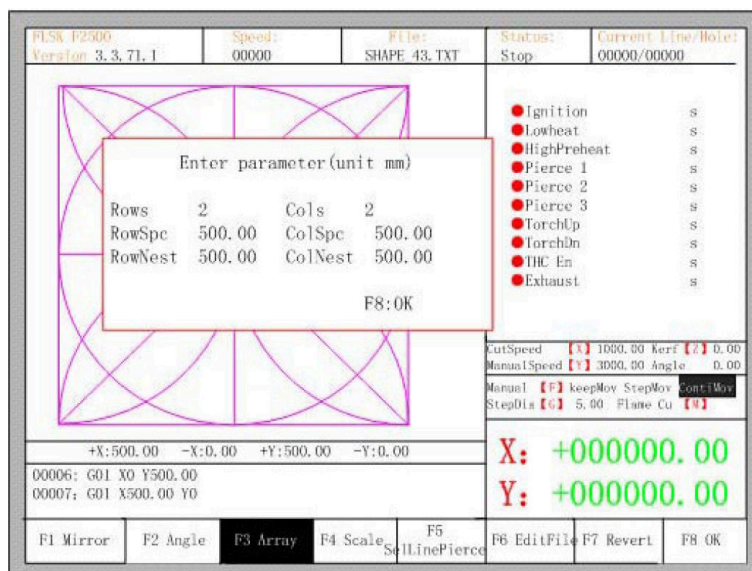 FLSK F2500
Version 3.3.71.1
Speed:
00000
File:
SHAPE 43.TXT
Status:
Stop
Current Line/Hole:
00000/00000
Enter parameter(unit mm)
Rows 2 Cols 2
RowSpc 500.00 ColSpc 500.00
RowNest 500.00 ColNest 500.00
F8:OK
Ignition s
Lowheat s
HighPreheat s
Pierce 1 s
Pierce 2 s
Pierce 3 s
TorchUp s
TorchDn s
THC En s
Exhaust s
CutSpeed 【X】 1000.00 Kerf【Z】 0.00
ManualSpeed【Y】 3000.00 Angle 0.00
Manual 【F】 keepMov StepMov ContiMov
StepDis【G】 5.00 Flame Cu 【M】
+X:500.00 -X:0.00 +Y:500.00 -Y:0.00
00006: G01 X0 Y500.00
00007: G01 X500.00 Y0
X: +000000.00
Y: +000000.00
F1 Mirror
F2 Angle
F3 Array
F4 Scale
F5
SelLinePierce
F6 EditFile
F7 Revert
F8 OK